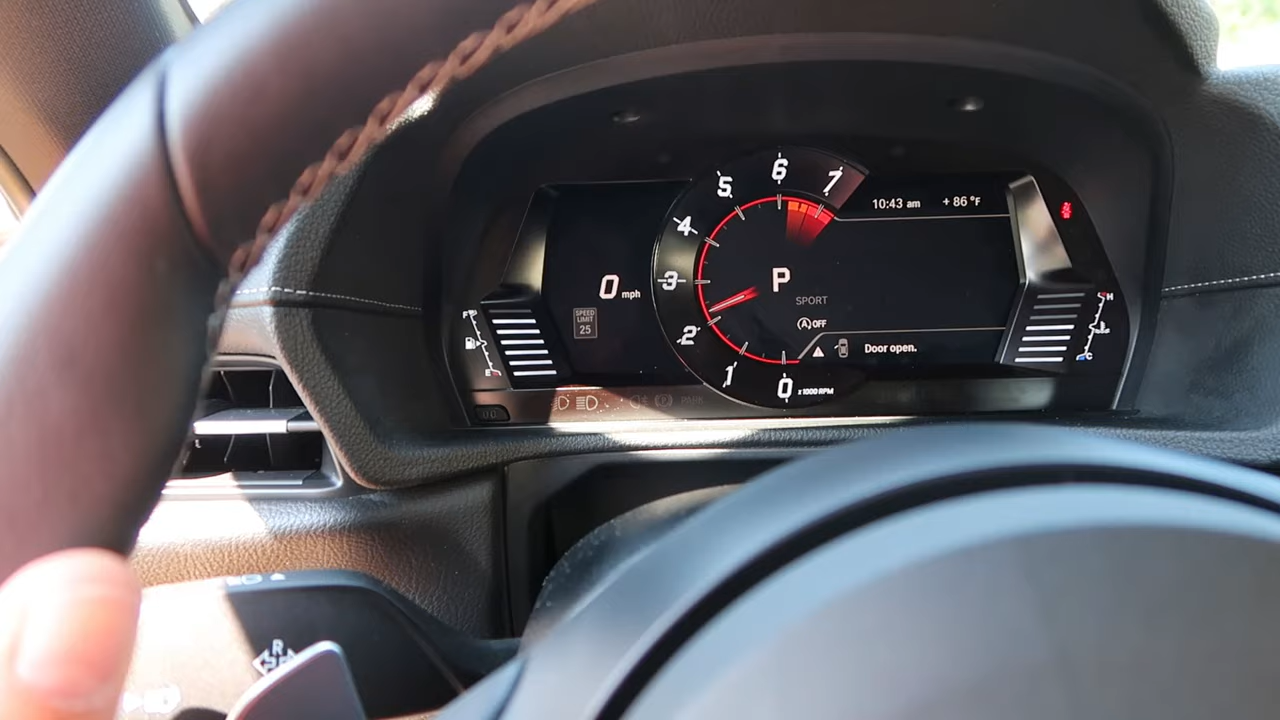 7
6
5
4
3
2
1
0
x1000 RPM
10:43 am +86°F
0 mph
SPEED
LIMIT
25
P
SPORT
OFF
Door open.
F
E
H
C
PARK
R